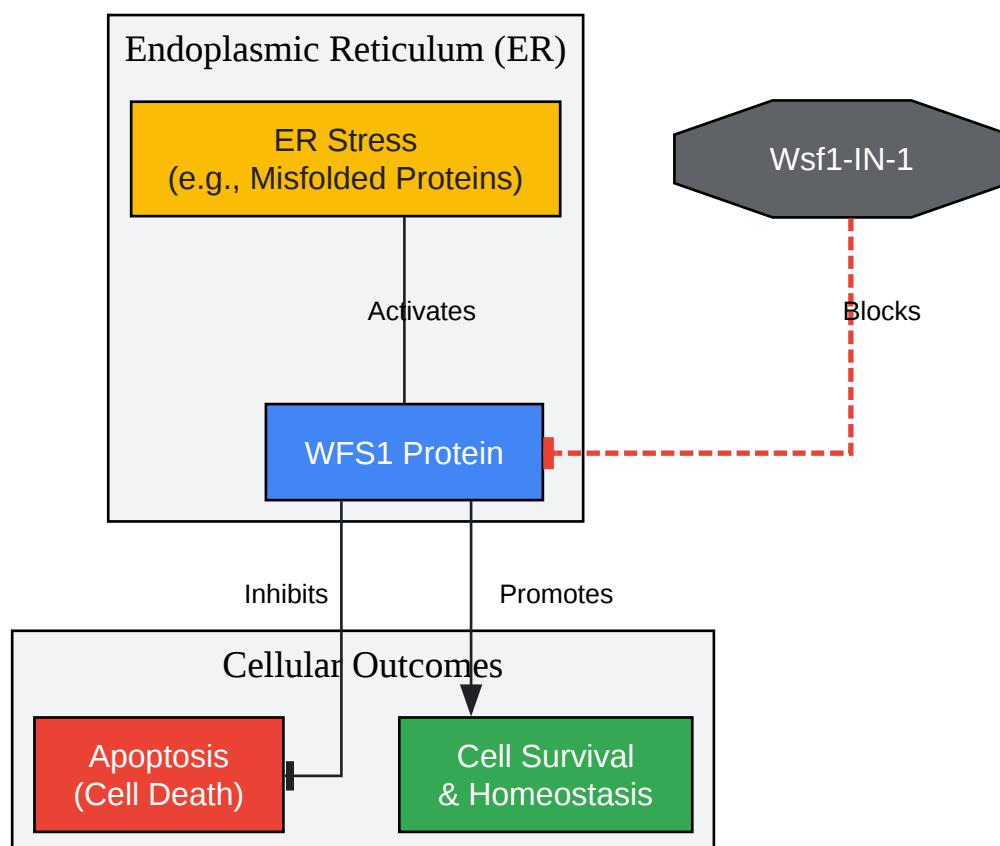 Endoplasmic Reticulum (ER)
ER Stress
(e.g., Misfolded Proteins)
Wsf1-IN-1
Activates
Blocks
WFS1 Protein
Inhibits
Promotes
Cellular Outcomes
Apoptosis
(Cell Death)
Cell Survival
& Homeostasis